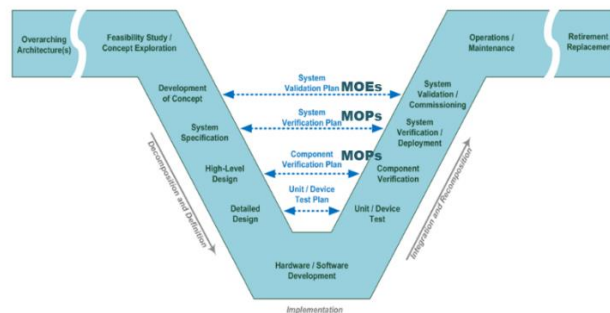 Overarching
Architecture(s)
Feasibility Study /
Concept Exploration
Operations /
Maintenance
Retirement
Replacement
Development
of Concept
System
Validation Plan MOEs
System
Validation /
Commissioning
System
Specification
System
Verification Plan MOPs
System
Verification /
Deployment
High-Level
Design
Component
Verification Plan MOPs
Component
Verification
Detailed
Design
Unit / Device
Test Plan
Unit / Device
Test
Decomposition and Definition
Integration and Recomposition
Hardware / Software
Development
Implementation